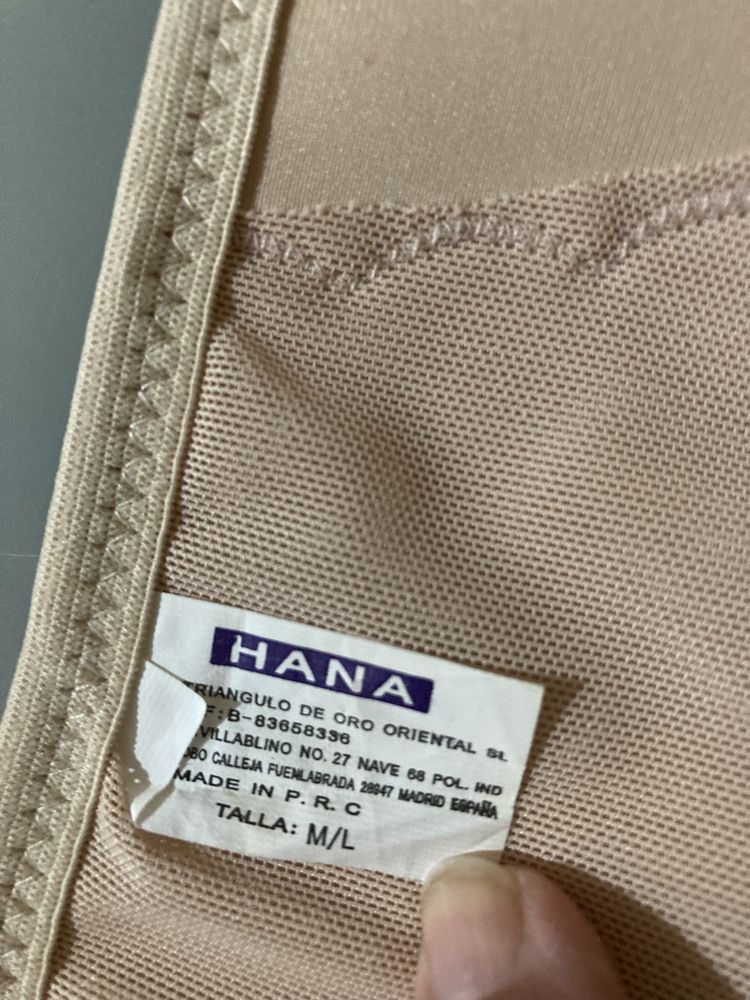 HANA
TRIANGULO DE ORO ORIENTAL SL
F: B-83658336
VILLABLINO NO. 27 NAVE 68 POL. IND
CALLEJA FUENLABRADA 28947 MADRID ESPAÑA
MADE IN P. R. C
TALLA: M/L